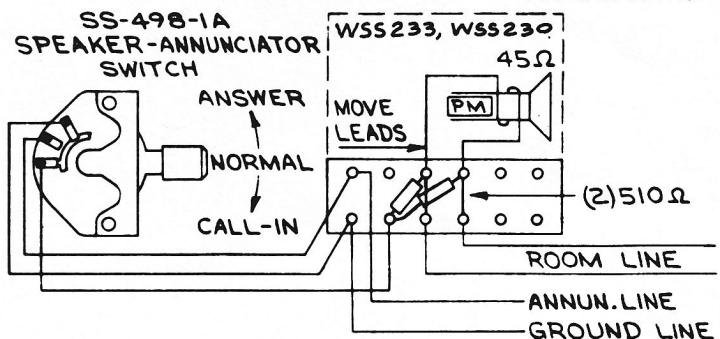 SS-498-1A
SPEAKER-ANNUNCIATOR
SWITCH
WSS233, WSS230
45Ω
PM
ANSWER
MOVE
LEADS
NORMAL
CALL-IN
(2)510Ω
ROOM LINE
ANNUN.LINE
GROUND LINE